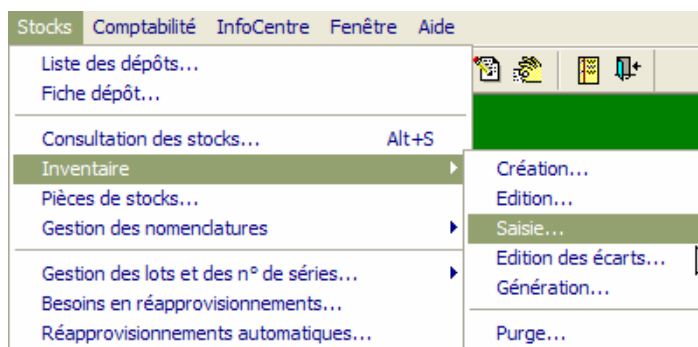 Stocks Comptabilité InfoCentre Fenêtre Aide
Liste des dépôts...
Fiche dépôt...
Consultation des stocks... Alt+S
Inventaire
Création...
Pièces de stocks...
Edition...
Gestion des nomenclatures
Saisie...
Edition des écarts...
Gestion des lots et des n° de séries...
Génération...
Besoins en réapprovisionnements...
Réapprovisionnements automatiques...
Purge...